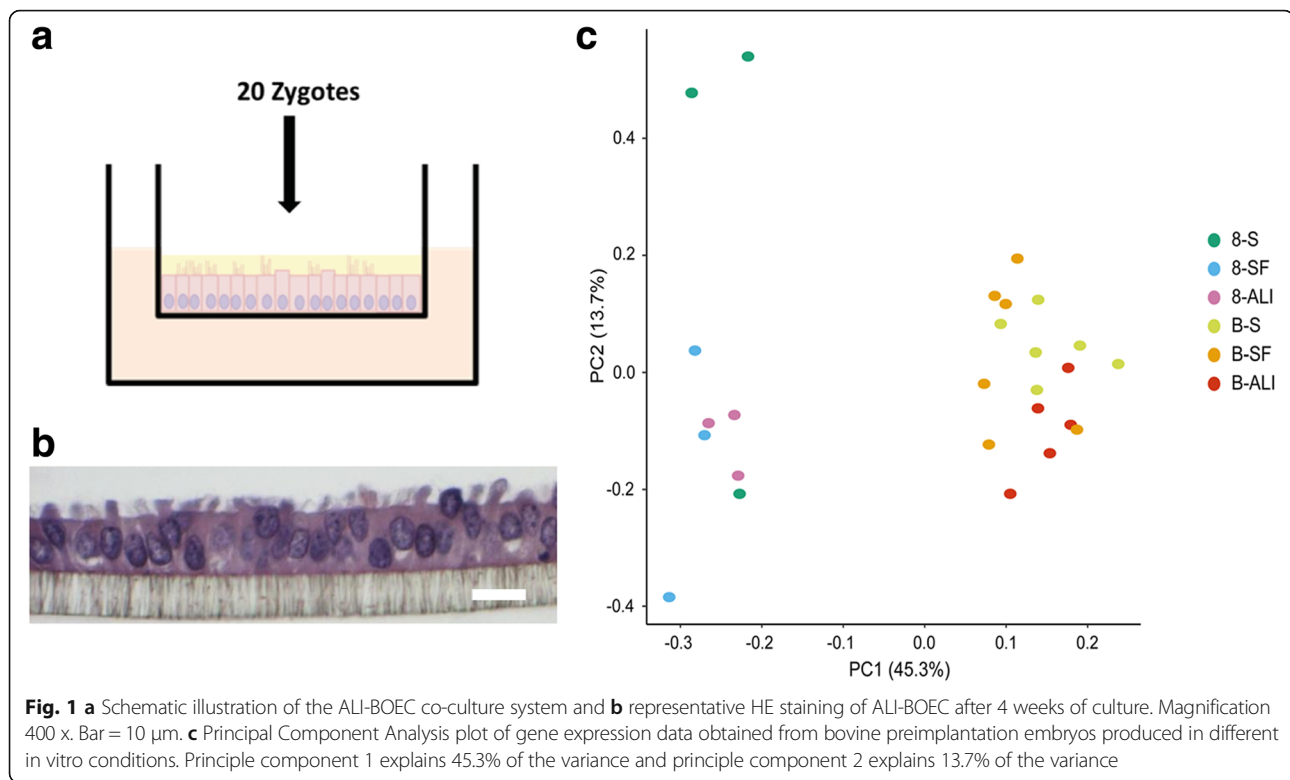 a
20 Zygotes
b
c
PC2 (13.7%)
0.4
0.2
0.0
-0.2
-0.4
-0.3
-0.2
-0.1
0.0
0.1
0.2
PC1 (45.3%)
8-S
8-SF
8-ALI
B-S
B-SF
B-ALI
Fig. 1 a Schematic illustration of the ALI-BOEC co-culture system and b representative HE staining of ALI-BOEC after 4 weeks of culture. Magnification
400 x. Bar = 10 μm. c Principal Component Analysis plot of gene expression data obtained from bovine preimplantation embryos produced in different
in vitro conditions. Principle component 1 explains 45.3% of the variance and principle component 2 explains 13.7% of the variance